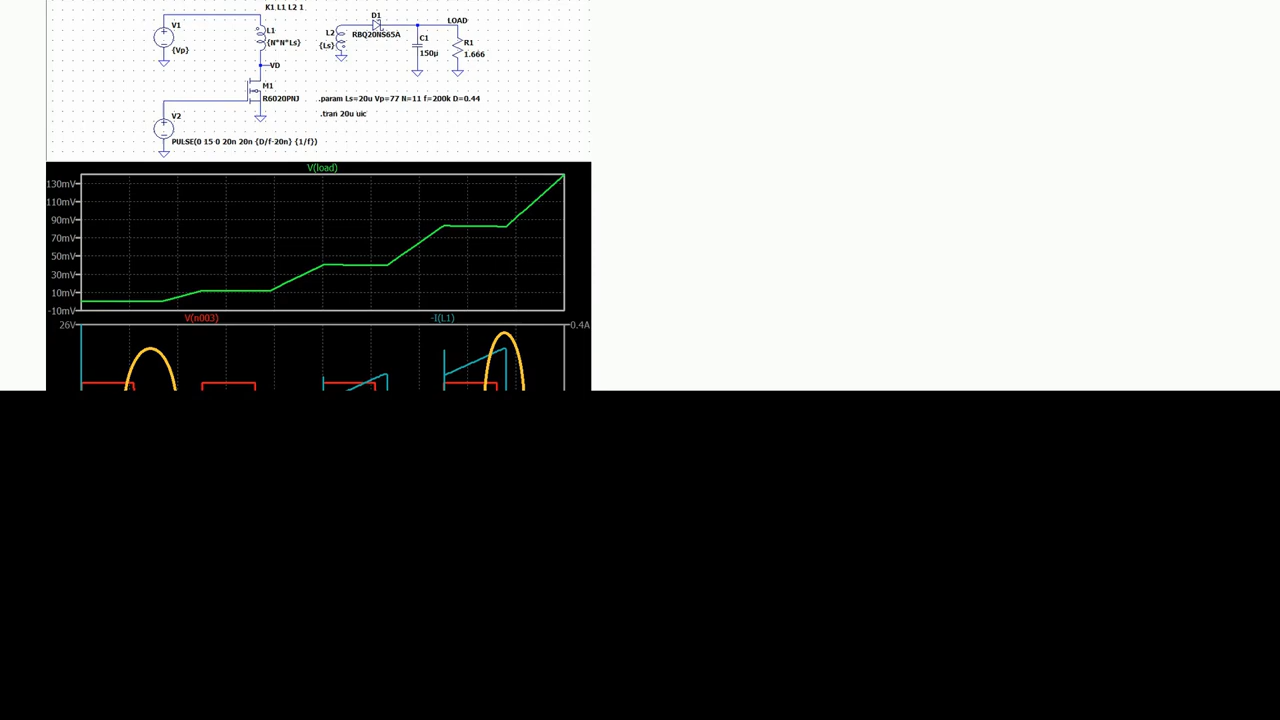 K1 L1 L2 1
D1
LOAD
V1
L1
L2
RBQ20NS65A
C1
R1
{Vp}
{N*N*Ls}
{Ls}
150µ
1.666
VD
M1
R6020PNJ
.param Ls=20u Vp=77 N=11 f=200k D=0.44
V2
.tran 20u uic
PULSE(0 15 0 20n 20n {D/f-20n} {1/f})
V(load)
130mV
110mV
90mV
70mV
50mV
30mV
10mV
-10mV
V(n003)
-I(L1)
26V
0.4A